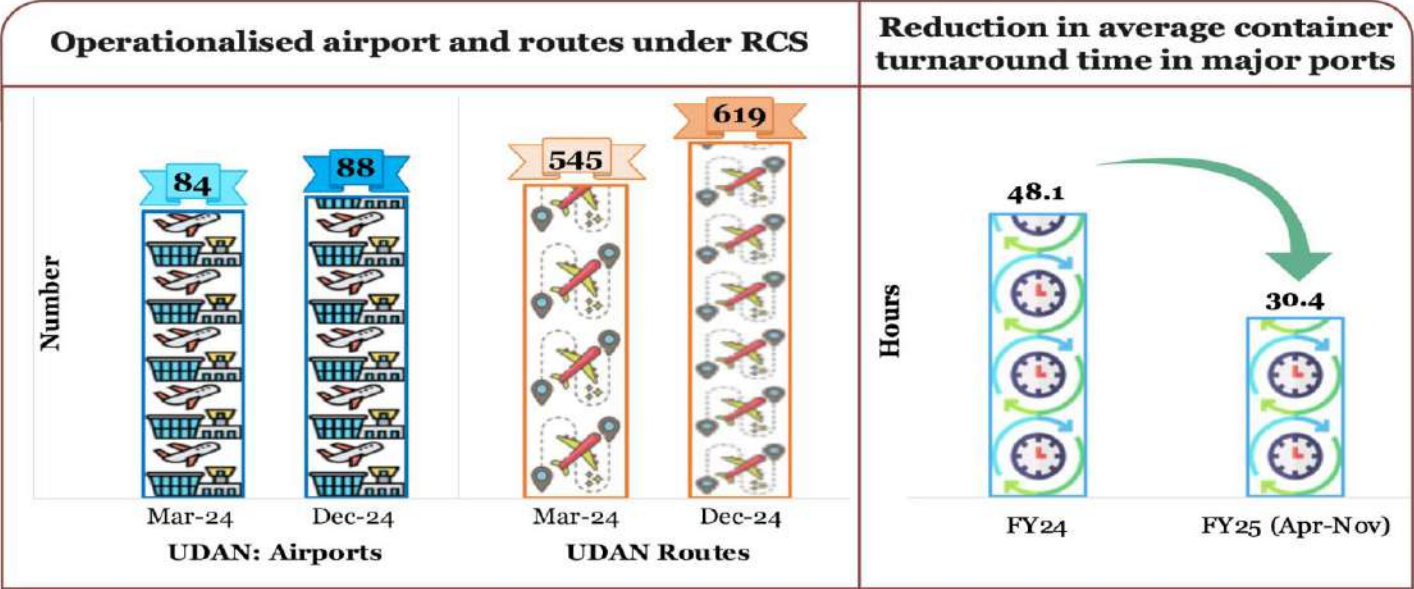 Operationalised airport and routes under RCS
Reduction in average container
turnaround time in major ports
Number
84
88
545
619
Mar-24
Dec-24
Mar-24
Dec-24
UDAN: Airports
UDAN Routes
Hours
48.1
30.4
FY24
FY25 (Apr-Nov)